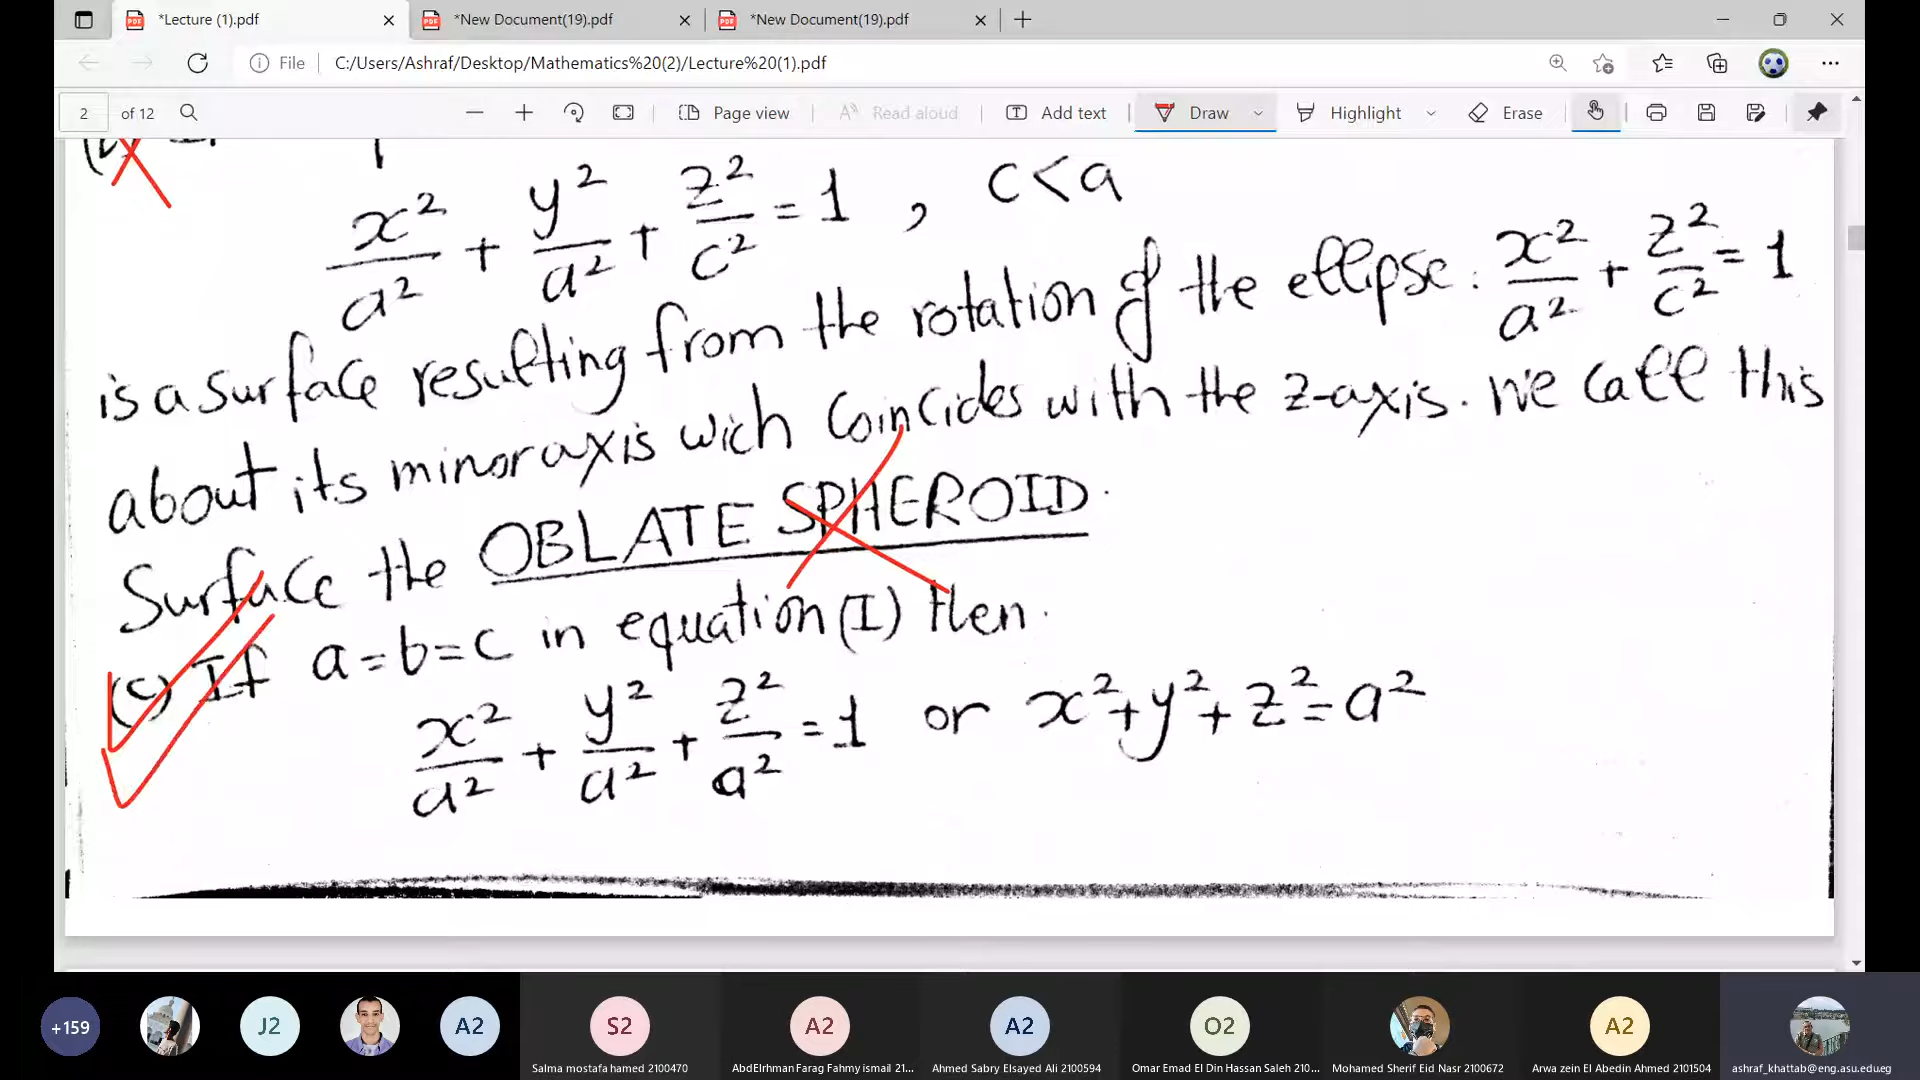 *Lecture (1).pdf
*New Document(19).pdf
*New Document(19).pdf
File
C:/Users/Ashraf/Desktop/Mathematics%20(2)/Lecture%20(1).pdf
2 of 12
Page view
Read aloud
Add text
Draw
Highlight
Erase
x²/a² + y²/a² + z²/c² = 1 , c<a
is a surface resulting from the rotation of the ellipse: x²/a² + z²/c² = 1
about its minor axis wich Coincides with the z-axis. We call this
Surface the OBLATE SPHEROID.
(c) If a=b=c in equation (I) then.
x²/a² + y²/a² + z²/a² = 1 or x²+y²+z²=a²
+159
J2
A2
S2
A2
A2
O2
A2
Salma mostafa hamed 2100470
AbdElrhman Farag Fahmy ismail 21...
Ahmed Sabry Elsayed Ali 2100594
Omar Emad El Din Hassan Saleh 210...
Mohamed Sherif Eid Nasr 2100672
Arwa zein El Abedin Ahmed 2101504
ashraf_khattab@eng.asu.edu.eg